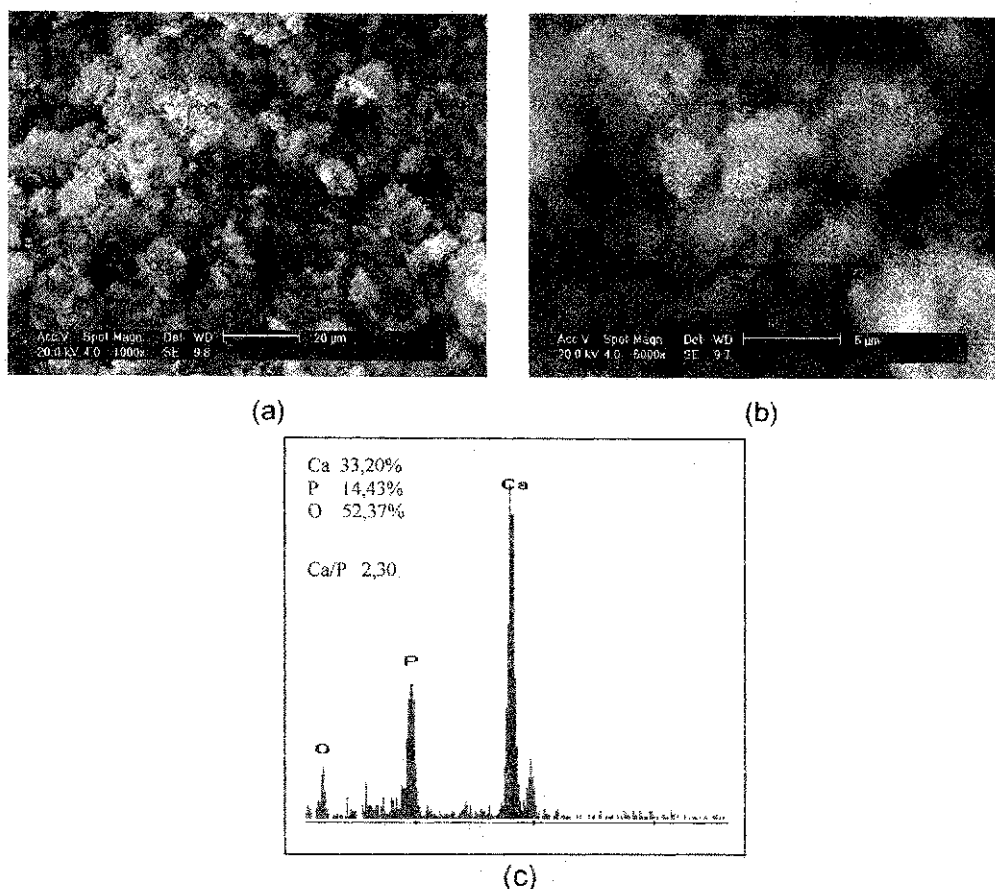 Acc.V Spot Magn Det WD 20 µm
20.0 kV 4.0 1000x SE 9.8
Acc.V Spot Magn Det WD 5 µm
20.0 kV 4.0 5000x SE 9.7
(a)
(b)
Ca 33,20%
P 14,43%
O 52,37%
Ca/P 2,30
Ca
P
O
(c)